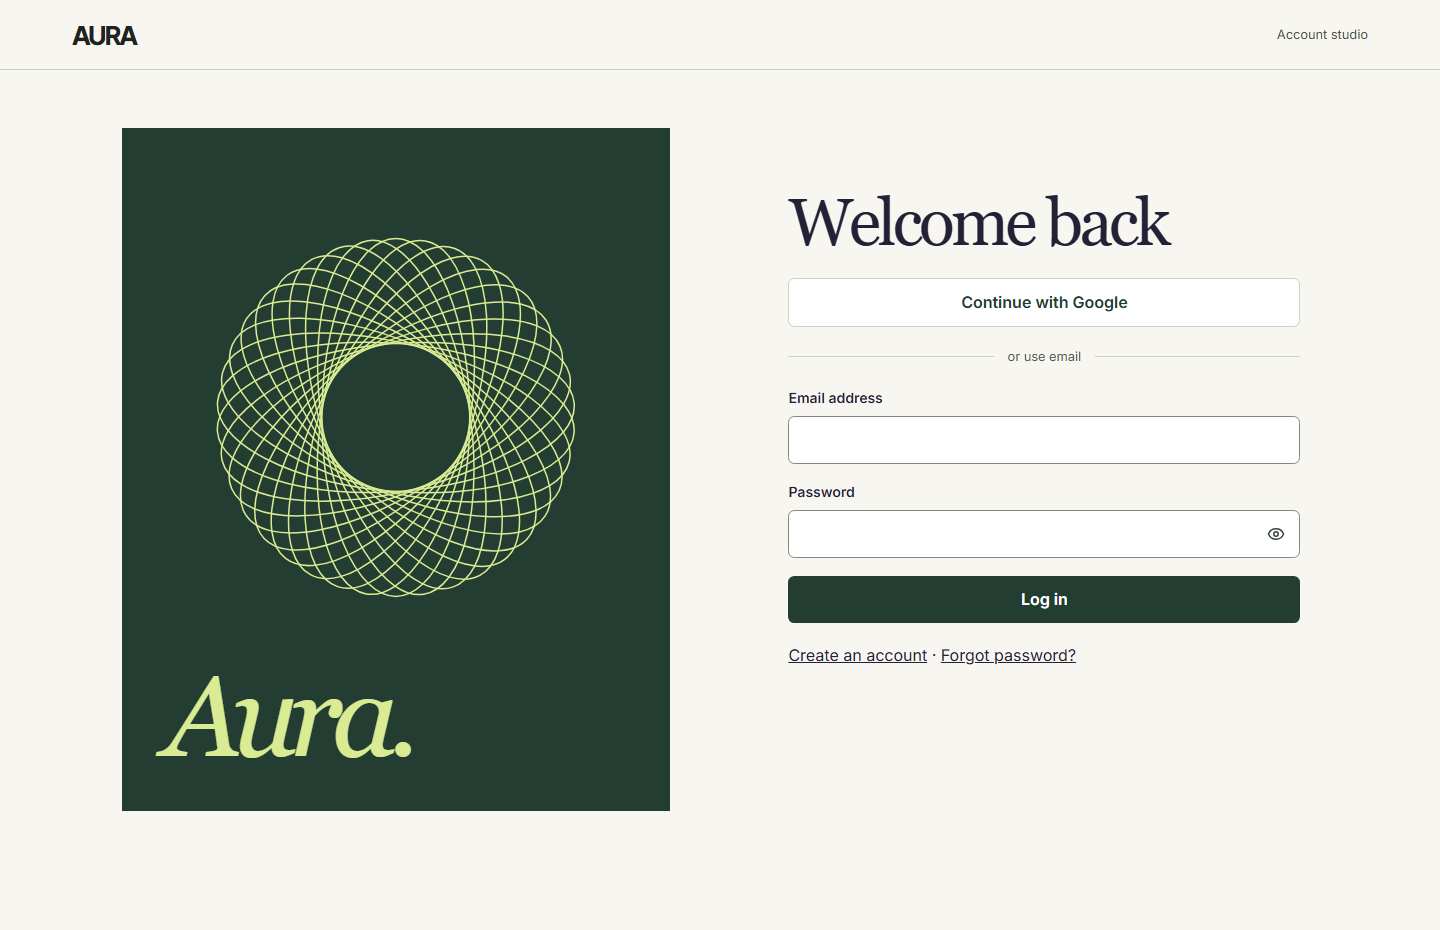 AURA
Account studio
Aura.
Welcome back
Continue with Google
or use email
Email address
Password
Log in
Create an account · Forgot password?